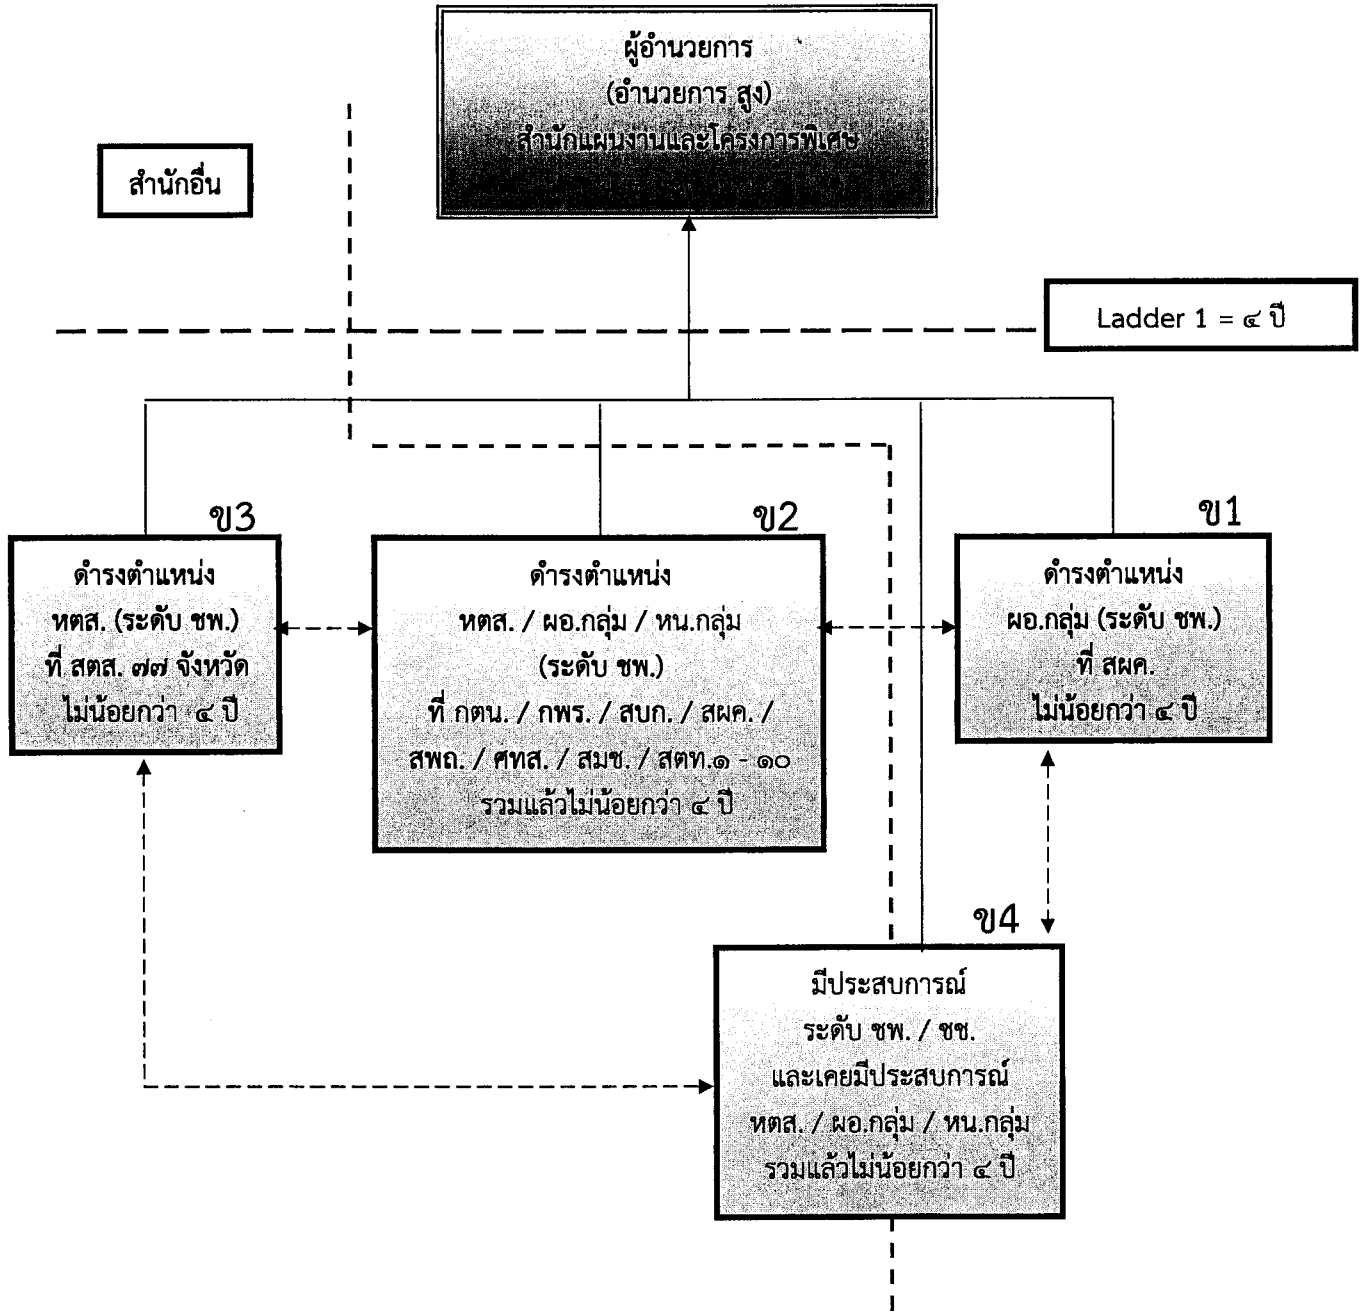 ผู้อำนวยการ
(อำนวยการ สูง)
สำนักแผนงานและโครงการพิเศษ
สำนักอื่น
Ladder 1 = ๔ ปี
ข3
ดำรงตำแหน่ง
หตส. (ระดับ ชพ.)
ที่ สตส. ๗๗ จังหวัด
ไม่น้อยกว่า ๔ ปี
ข2
ดำรงตำแหน่ง
หตส. / ผอ.กลุ่ม / หน.กลุ่ม
(ระดับ ชพ.)
ที่ กตน. / กพร. / สบก. / สผค. /
สพถ. / ศทส. / สมช. / สตท.๑ - ๑๐
รวมแล้วไม่น้อยกว่า ๔ ปี
ข1
ดำรงตำแหน่ง
ผอ.กลุ่ม (ระดับ ชพ.)
ที่ สผค.
ไม่น้อยกว่า ๔ ปี
ข4
มีประสบการณ์
ระดับ ชพ. / ชช.
และเคยมีประสบการณ์
หตส. / ผอ.กลุ่ม / หน.กลุ่ม
รวมแล้วไม่น้อยกว่า ๔ ปี